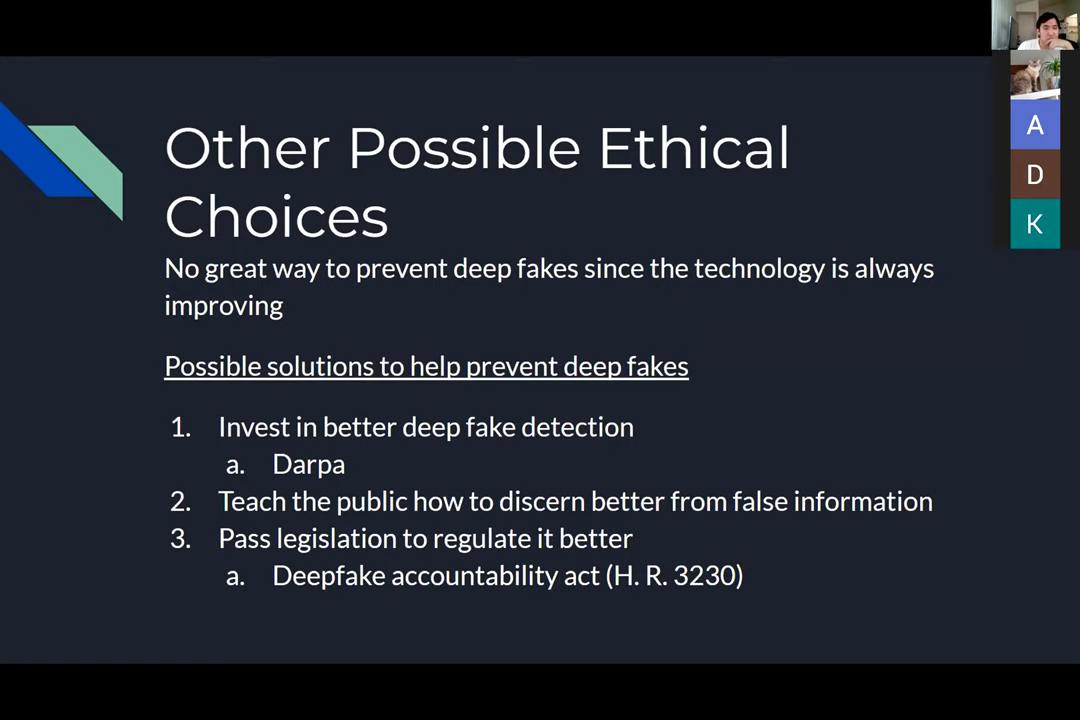 Other Possible Ethical
Choices
No great way to prevent deep fakes since the technology is always
improving
Possible solutions to help prevent deep fakes
1. Invest in better deep fake detection
a. Darpa
2. Teach the public how to discern better from false information
3. Pass legislation to regulate it better
a. Deepfake accountability act (H. R. 3230)
A
D
K